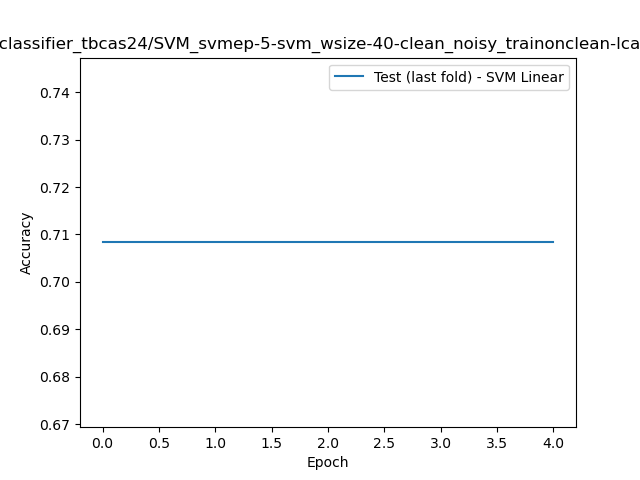 classifier_tbcas24/SVM_svmep-5-svm_wsize-40-clean_noisy_trainonclean-lca
Test (last fold) - SVM Linear
0.74
0.73
0.72
0.71
0.70
0.69
0.68
0.67
Accuracy
0.0 0.5 1.0 1.5 2.0 2.5 3.0 3.5 4.0
Epoch